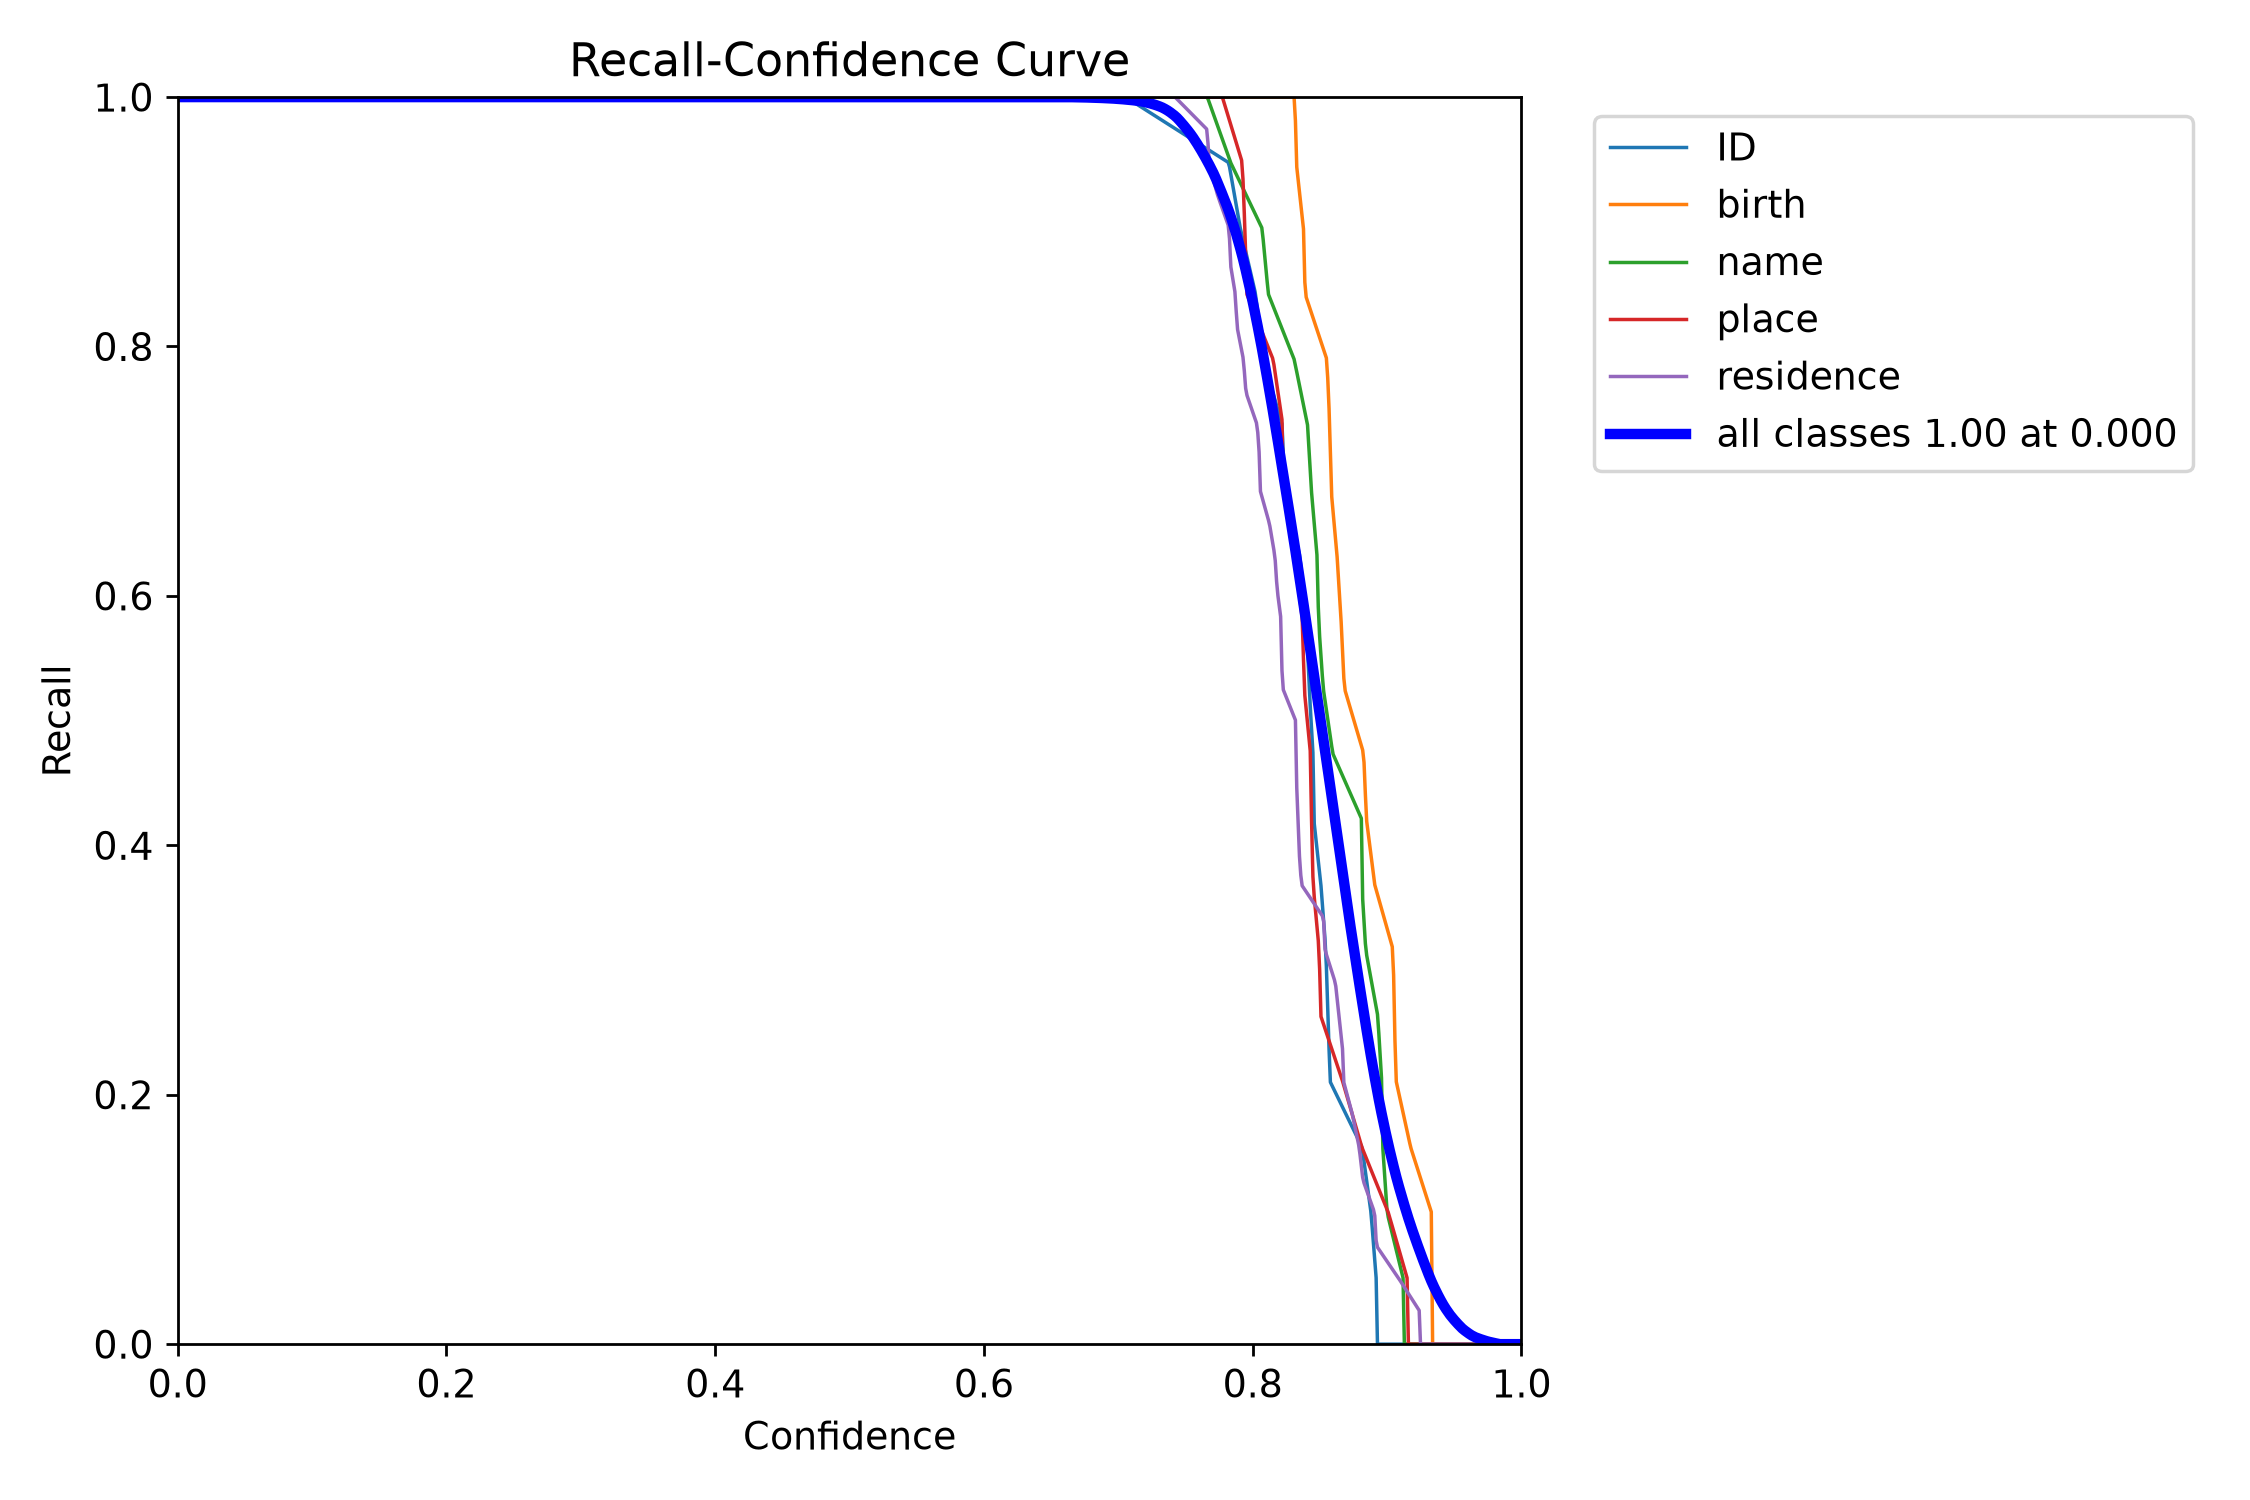 Recall-Confidence Curve
1.0
0.8
0.6
0.4
0.2
0.0
Recall
0.0 0.2 0.4 0.6 0.8 1.0
Confidence
ID
birth
name
place
residence
all classes 1.00 at 0.000